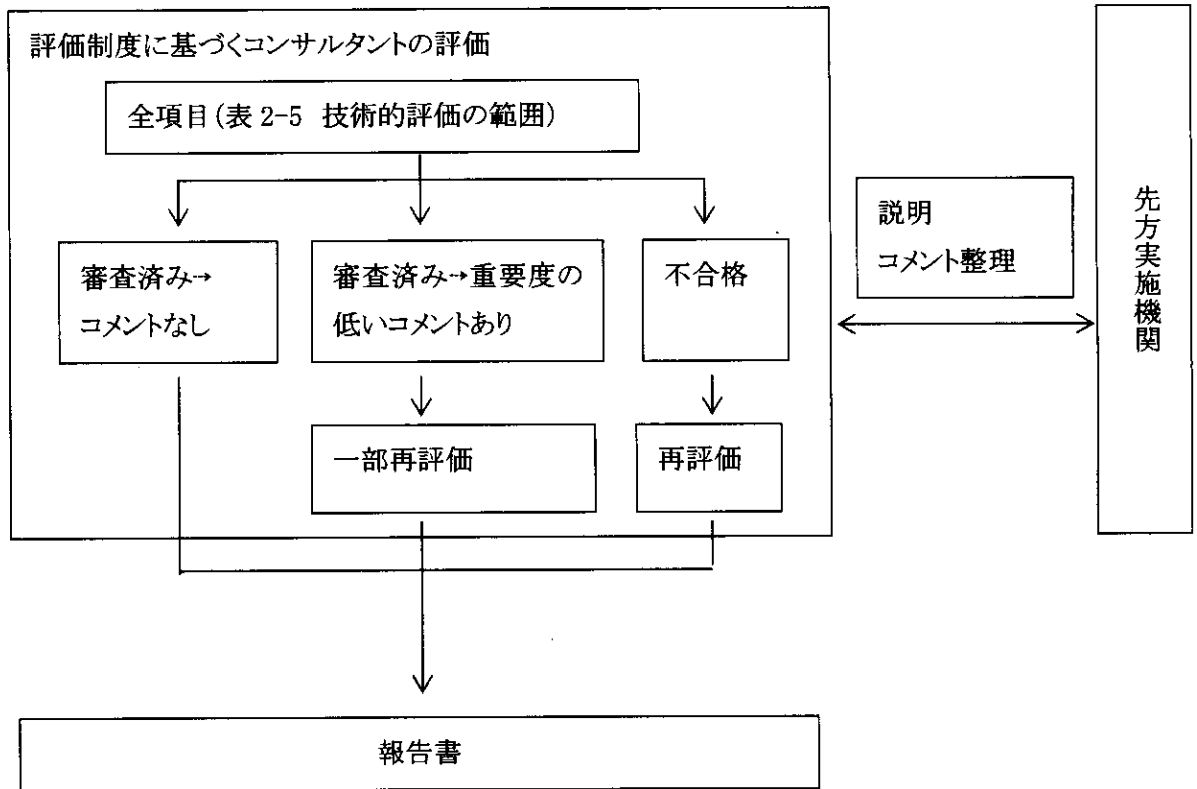 評価制度に基づくコンサルタントの評価
全項目(表 2-5 技術的評価の範囲)
審査済み→
コメントなし
審査済み→重要度の
低いコメントあり
不合格
一部再評価
再評価
説明
コメント整理
先方実施機関
報告書